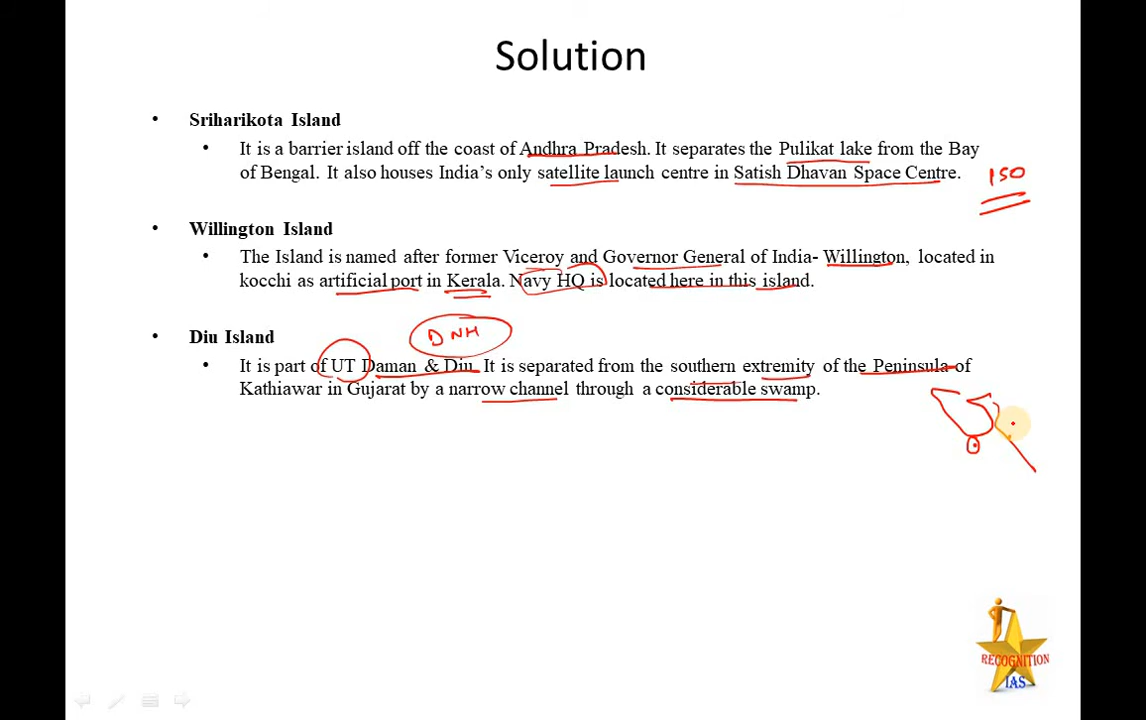 Solution
• Sriharikota Island
• It is a barrier island off the coast of Andhra Pradesh. It separates the Pulikat lake from the Bay
of Bengal. It also houses India's only satellite launch centre in Satish Dhavan Space Centre.
150
• Willington Island
• The Island is named after former Viceroy and Governor General of India- Willington, located in
kocchi as artificial port in Kerala. Navy HQ is located here in this island.
• Diu Island
DNH
• It is part of UT Daman & Diu. It is separated from the southern extremity of the Peninsula of
Kathiawar in Gujarat by a narrow channel through a considerable swamp.
RECOGNITION
IAS